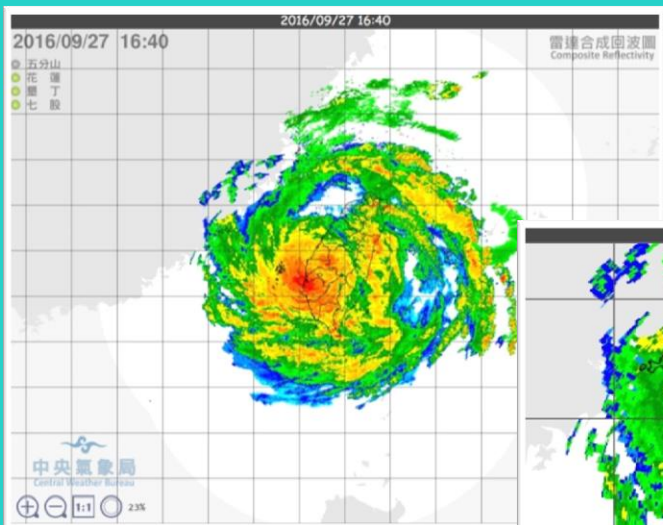 2016/09/27 16:40
2016/09/27 16:40
雷達合成回波圖
Composite Reflectivity
五分山
花 蓮
墾 丁
七 股
中央氣象局
Central Weather Bureau
1:1
23%